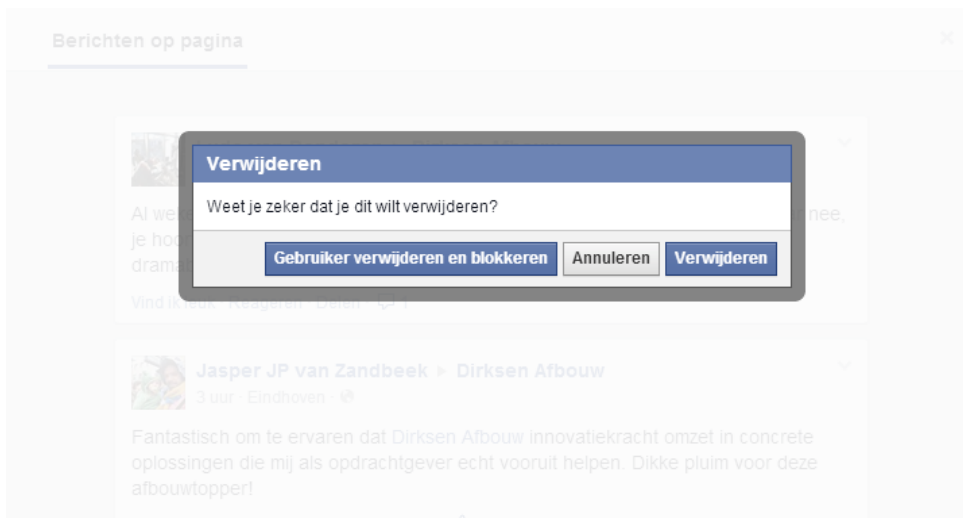 Berichten op pagina
Verwijderen
Weet je zeker dat je dit wilt verwijderen?
Gebruiker verwijderen en blokkeren Annuleren Verwijderen
Al nee,
je
Vind ik leuk · Reageren · Delen · 1
Jasper JP van Zandbeek ▸ Dirksen Afbouw
3 uur · Eindhoven ·
Fantastisch om te ervaren dat Dirksen Afbouw innovatiekracht omzet in concrete
oplossingen die mij als opdrachtgever echt vooruit helpen. Dikke pluim voor deze
afbouwtopper!